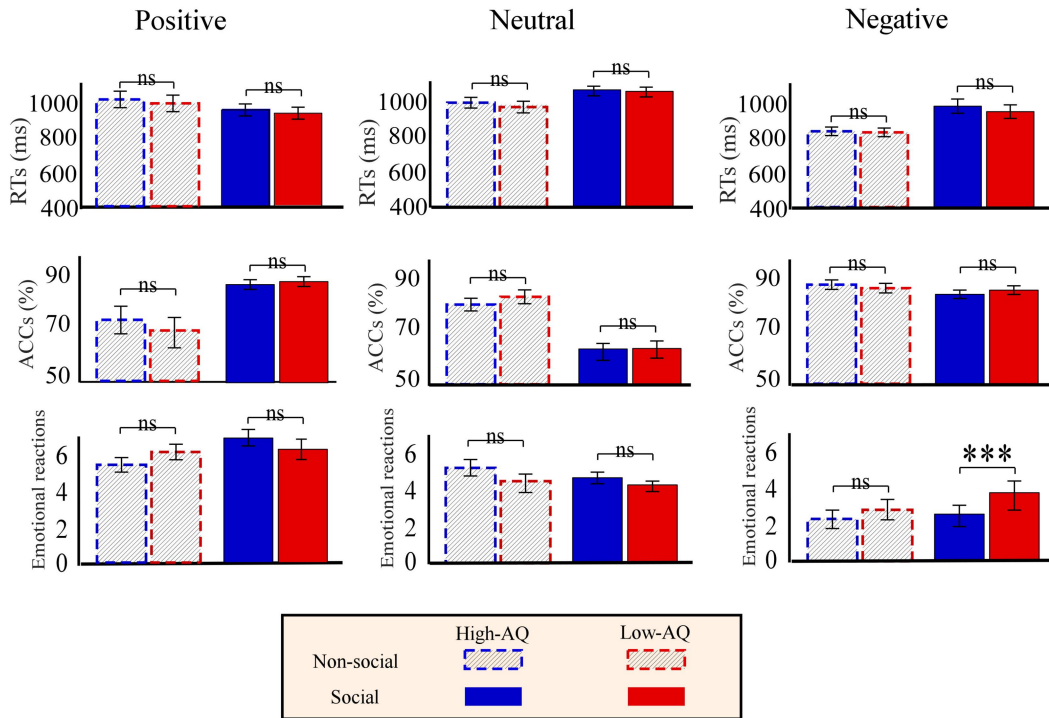 Positive
Neutral
Negative
RTs (ms)
1000
800
600
400
ns
ns
RTs (ms)
1000
800
600
400
ns
ns
RTs (ms)
1000
800
600
400
ns
ns
ACCs (%)
90
70
50
ns
ns
ACCs (%)
90
70
50
ns
ns
ACCs (%)
90
70
50
ns
ns
Emotional reactions
6
4
2
0
ns
ns
Emotional reactions
6
4
2
0
ns
ns
Emotional reactions
6
4
2
0
ns
***
High-AQ Low-AQ
Non-social
Social